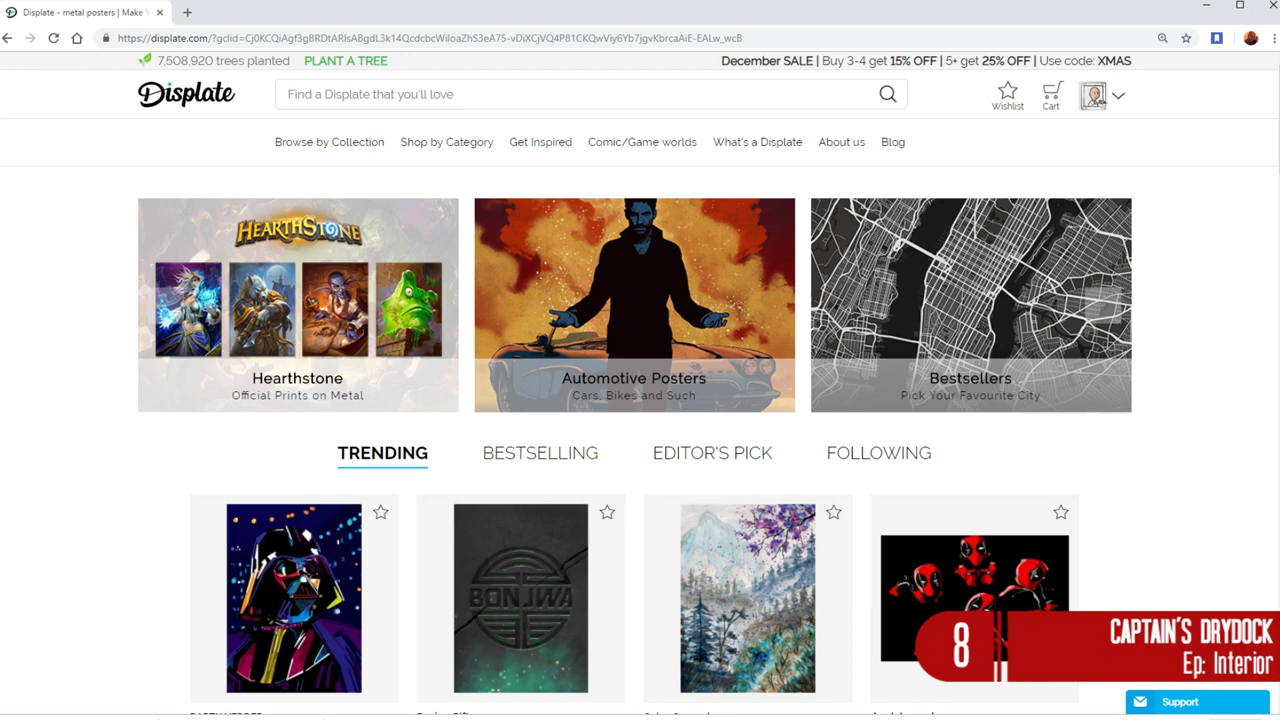 Displate - metal posters | Make
https://displate.com/?gclid=Cj0KCQiAgf3gBRDtARIsABgdL3k14QcdcbcWiIoaZhS3eA75-vDiXCjVQ4P81CKQwViy6Yb7jgvKbrcaAiE-EALw_wcB
7,508,920 trees planted PLANT A TREE
December SALE | Buy 3-4 get 15% OFF | 5+ get 25% OFF | Use code: XMAS
Displate
Find a Displate that you'll love
Wishlist
Cart
Browse by Collection Shop by Category Get Inspired Comic/Game worlds What's a Displate About us Blog
HEARTHSTONE
Hearthstone
Official Prints on Metal
Automotive Posters
Cars, Bikes and Such
Bestsellers
Pick Your Favourite City
TRENDING BESTSELLING EDITOR'S PICK FOLLOWING
BONJWA
8
CAPTAIN'S DRYDOCK
Ep: Interior
Support